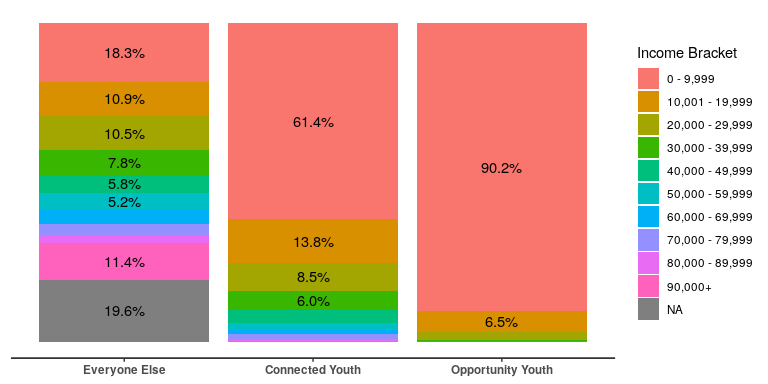 18.3%
10.9%
10.5%
7.8%
5.8%
5.2%
11.4%
19.6%
61.4%
13.8%
8.5%
6.0%
90.2%
6.5%
Everyone Else
Connected Youth
Opportunity Youth
Income Bracket
0 - 9,999
10,001 - 19,999
20,000 - 29,999
30,000 - 39,999
40,000 - 49,999
50,000 - 59,999
60,000 - 69,999
70,000 - 79,999
80,000 - 89,999
90,000+
NA